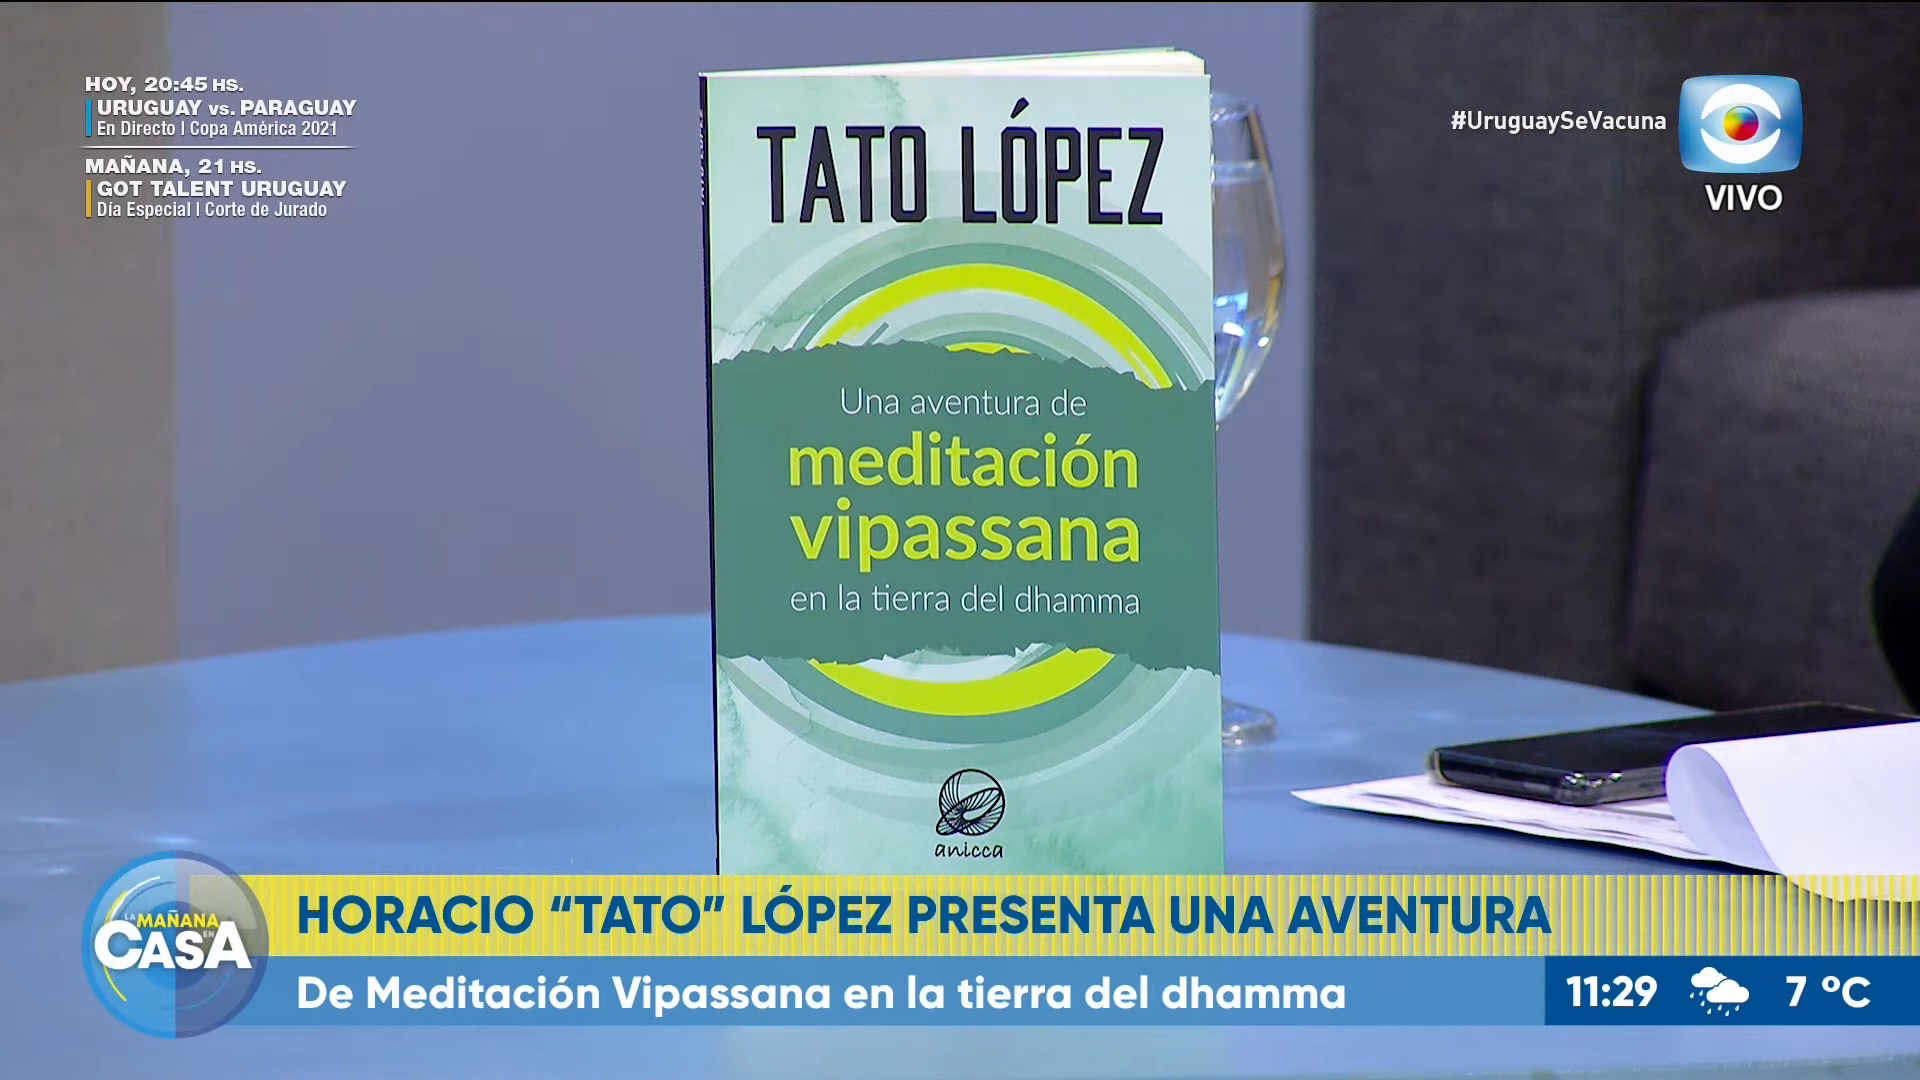 HOY, 20:45 HS.
URUGUAY vs. PARAGUAY
En Directo | Copa América 2021
MAÑANA, 21 HS.
GOT TALENT URUGUAY
Día Especial | Corte de Jurado
#UruguaySeVacuna
VIVO
TATO LÓPEZ
TATO LÓPEZ
Una aventura de
meditación
vipassana
en la tierra del dhamma
anicca
LA MAÑANA
EN
CASA
HORACIO “TATO” LÓPEZ PRESENTA UNA AVENTURA
De Meditación Vipassana en la tierra del dhamma
11:29 7 ºC